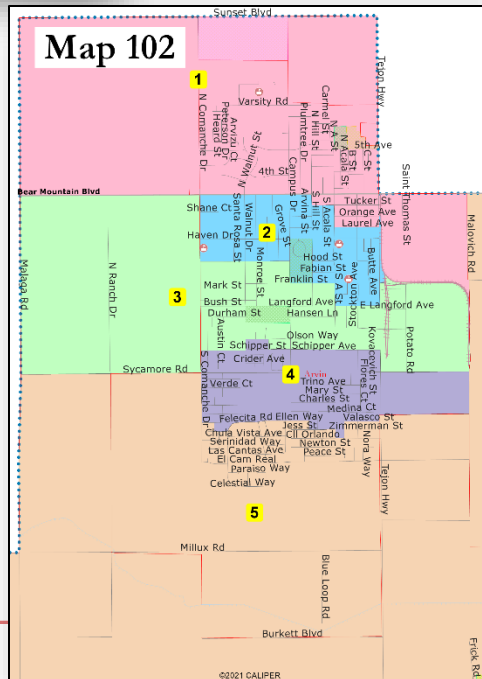 Sunset Blvd
Map 102
Tejon Hwy
1
N Comanche Dr
Peterson Dr
Heard St
Arvizu Ct
N Walnut St
Varsity Rd
Plumtree Dr
Carmel St
N Hill St
N A St
N Acala St
B St
C St
5th Ave
4th St
Campus Dr
Bear Mountain Blvd
Saint Thomas St
Shane Ct
Santa Rosa St
Walnut Dr
Grove St
Arvina St
S Hill St
S Acala St
Tucker St
Orange Ave
Laurel Ave
2
Haven Dr
Malovich Rd
Monroe St
Hood St
Fabian St
Franklin St
S A St
Stockton Ave
Butte Ave
Malaga Rd
N Ranch Dr
3
Mark St
Bush St
Langford Ave
E Langford Ave
Durham St
Hansen Ln
Austin Ct
Olson Way
Schipper St
Schipper Ave
Kovacevich St
Potato Rd
Crider Ave
Sycamore Rd
4
Arvin
Flores Ct
Verde Ct
Trino Ave
Mary St
Charles St
S Comanche Dr
Medina Ct
Felecita Rd
Ellen Way
Valasco St
Jess St
Zimmerman St
Chula Vista Ave
Cll Orlando
Serinidad Way
Newton St
Las Cantas Ave
Peace St
El Cam Real
Nora Way
Paraiso Way
Tejon Hwy
Celestial Way
5
Millux Rd
Blue Loop Rd
Burkett Blvd
Frick Rd
©2021 CALIPER